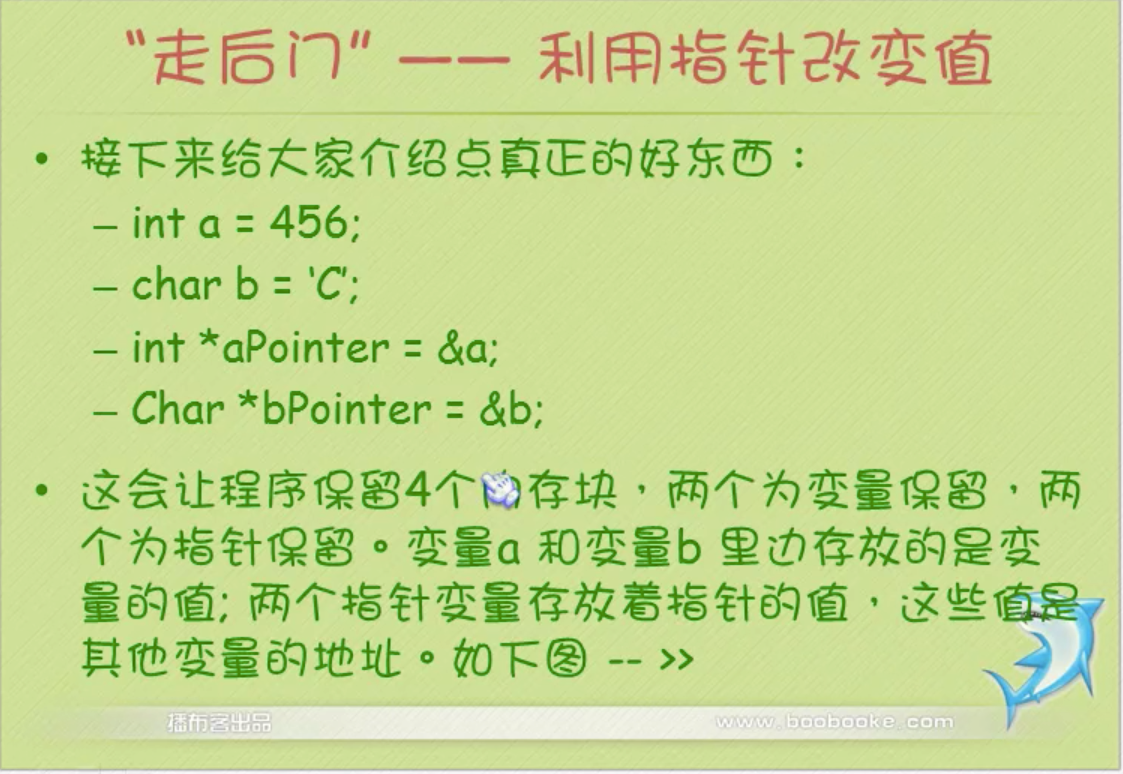 “走后门” —— 利用指针改变值
• 接下来给大家介绍点真正的好东西：
– int a = 456;
– char b = ‘C’;
– int *aPointer = &a;
– Char *bPointer = &b;
• 这会让程序保留4个存块，两个为变量保留，两
个为指针保留。变量a 和变量b 里边存放的是变
量的值; 两个指针变量存放着指针的值，这些值是
其他变量的地址。如下图 -- >>
播布客出品
www.boobooke.com